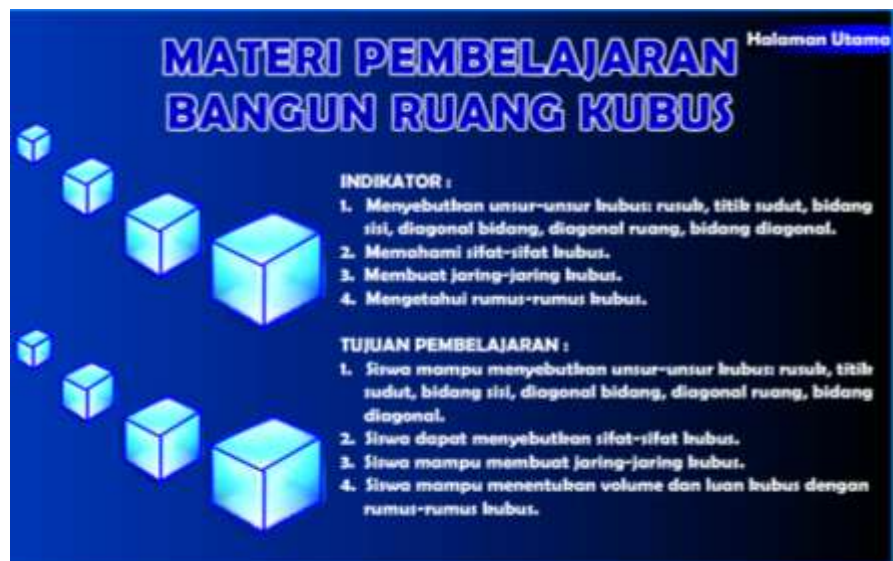 Halaman Utama
MATERI PEMBELAJARAN
BANGUN RUANG KUBUS
INDIKATOR :
1. Menyebutkan unsur-unsur kubus: rusuk, titik sudut, bidang
sisi, diagonal bidang, diagonal ruang, bidang diagonal.
2. Memahami sifat-sifat kubus.
3. Membuat jaring-jaring kubus.
4. Mengetahui rumus-rumus kubus.
TUJUAN PEMBELAJARAN :
1. Siswa mampu menyebutkan unsur-unsur kubus: rusuk, titik
sudut, bidang sisi, diagonal bidang, diagonal ruang, bidang
diagonal.
2. Siswa dapat menyebutkan sifat-sifat kubus.
3. Siswa mampu membuat jaring-jaring kubus.
4. Siswa mampu menentukan volume dan luan kubus dengan
rumus-rumus kubus.